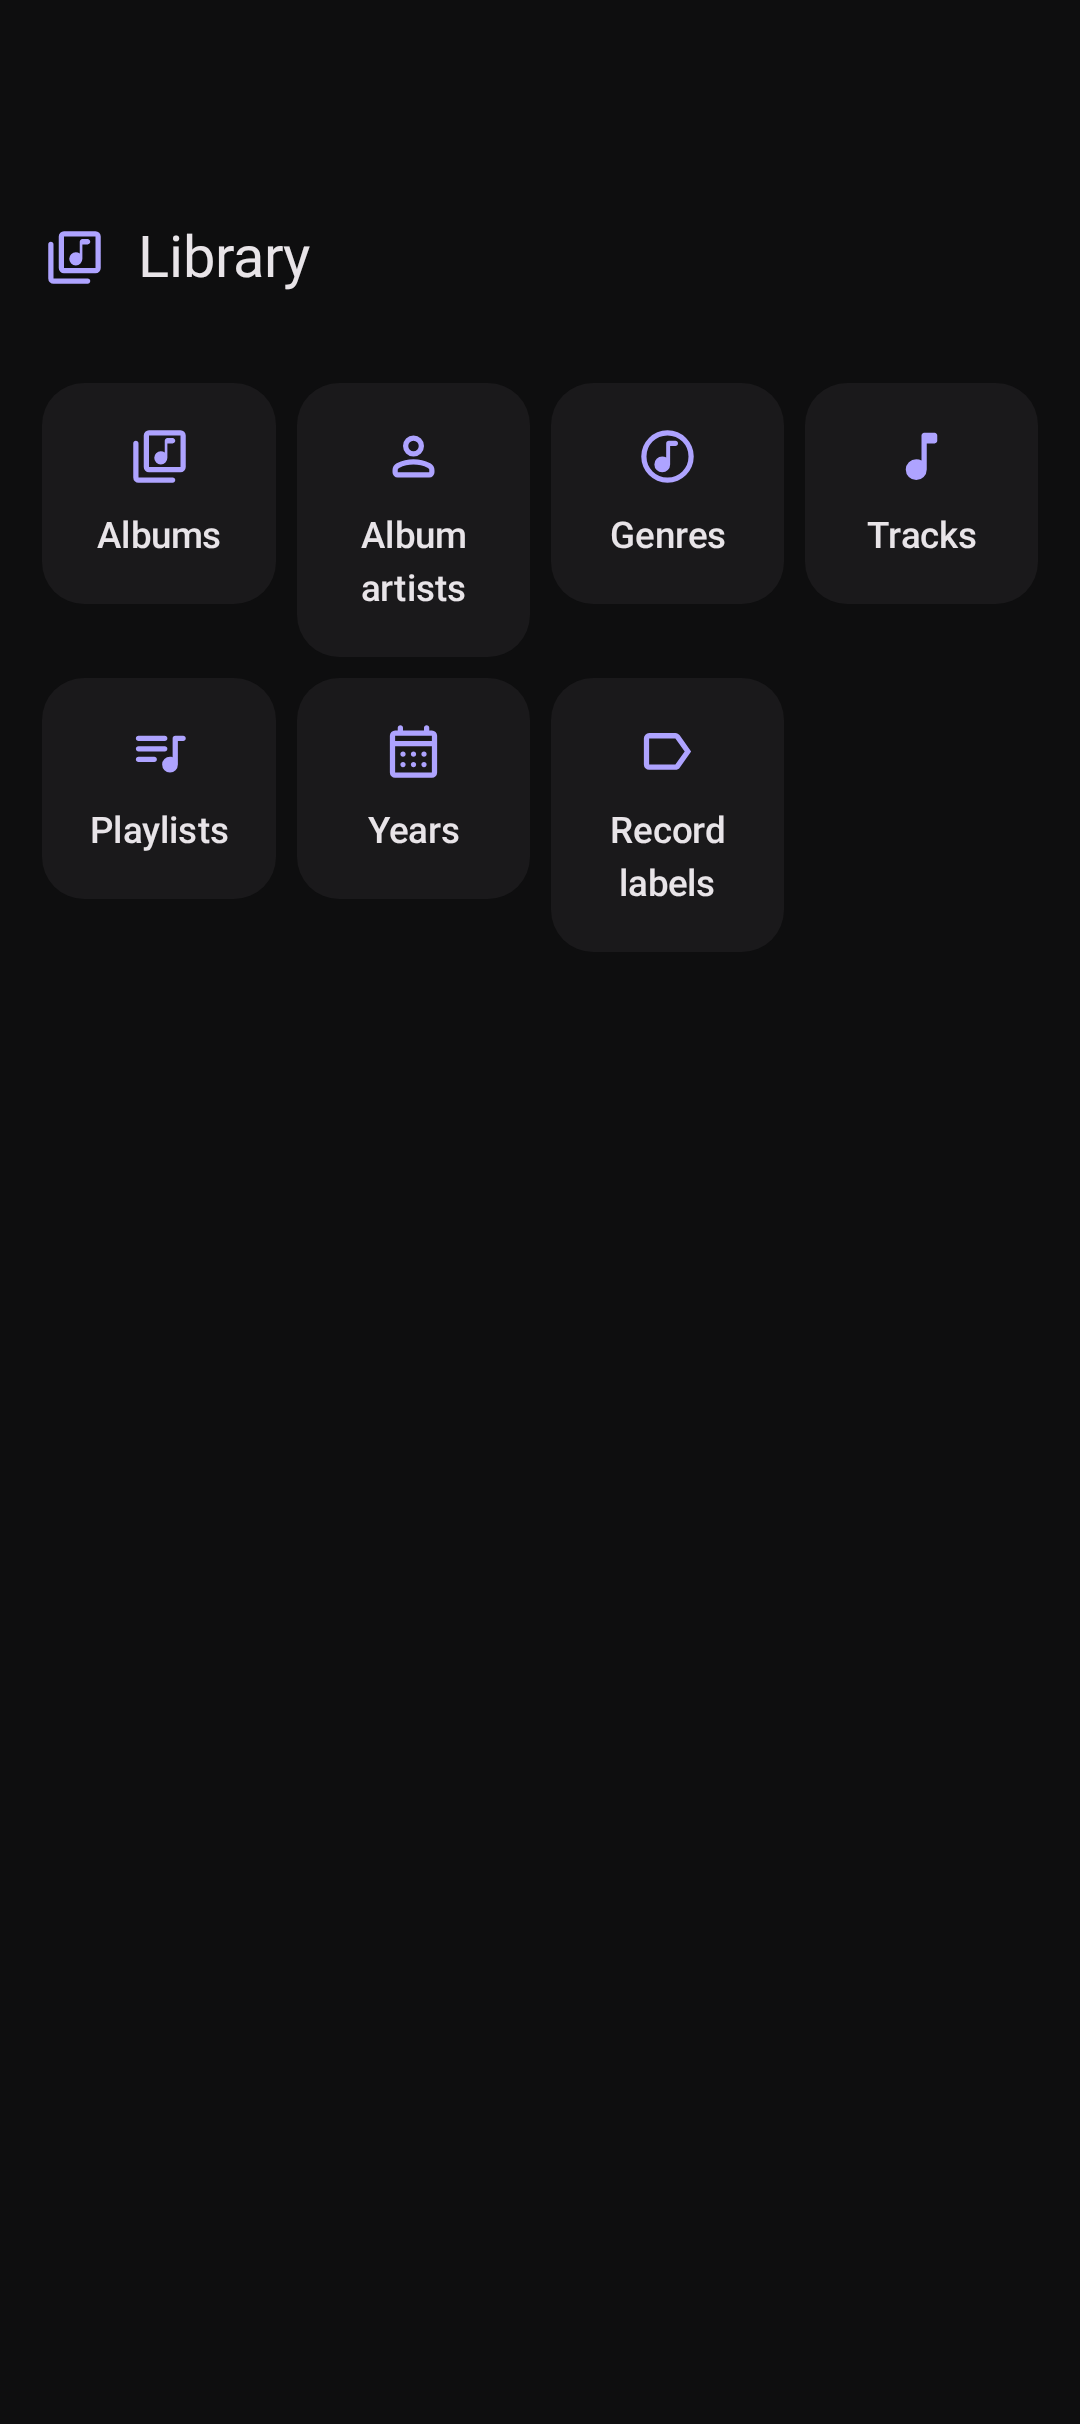 Library
Albums
Album
artists
Genres
Tracks
Playlists
Years
Record
labels